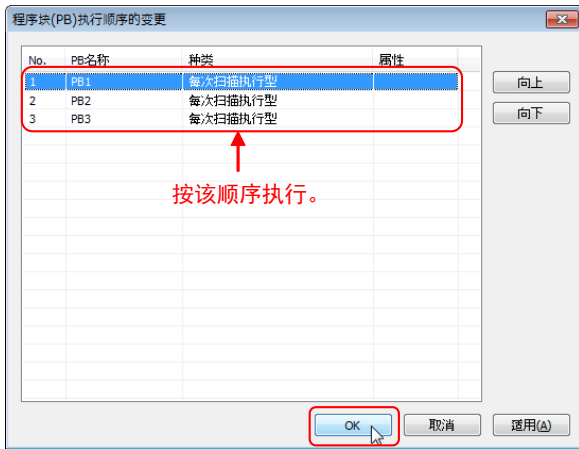 程序块(PB)执行顺序的变更
No. PB名称 种类 属性
1 PB1 每次扫描执行型
2 PB2 每次扫描执行型
3 PB3 每次扫描执行型
向上
向下
按该顺序执行。
OK 取消 适用(A)